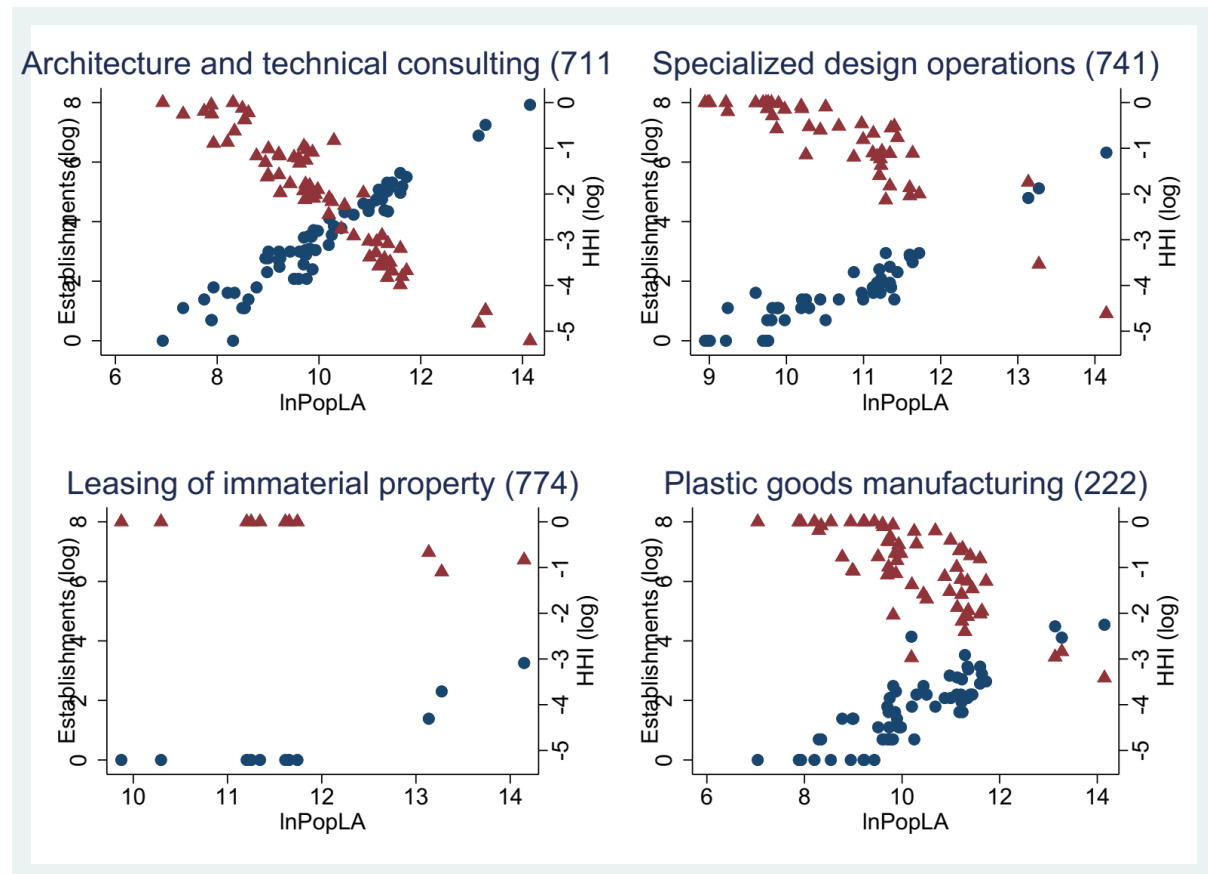 Architecture and technical consulting (711
Establishments (log)
0 2 4 6 8
HHI (log)
-5 -4 -3 -2 -1 0
6 8 10 12 14
lnPopLA
Specialized design operations (741)
Establishments (log)
0 2 4 6 8
HHI (log)
-5 -4 -3 -2 -1 0
9 10 11 12 13 14
lnPopLA
Leasing of immaterial property (774)
Establishments (log)
0 2 4 6 8
HHI (log)
-5 -4 -3 -2 -1 0
10 11 12 13 14
lnPopLA
Plastic goods manufacturing (222)
Establishments (log)
0 2 4 6 8
HHI (log)
-5 -4 -3 -2 -1 0
6 8 10 12 14
lnPopLA